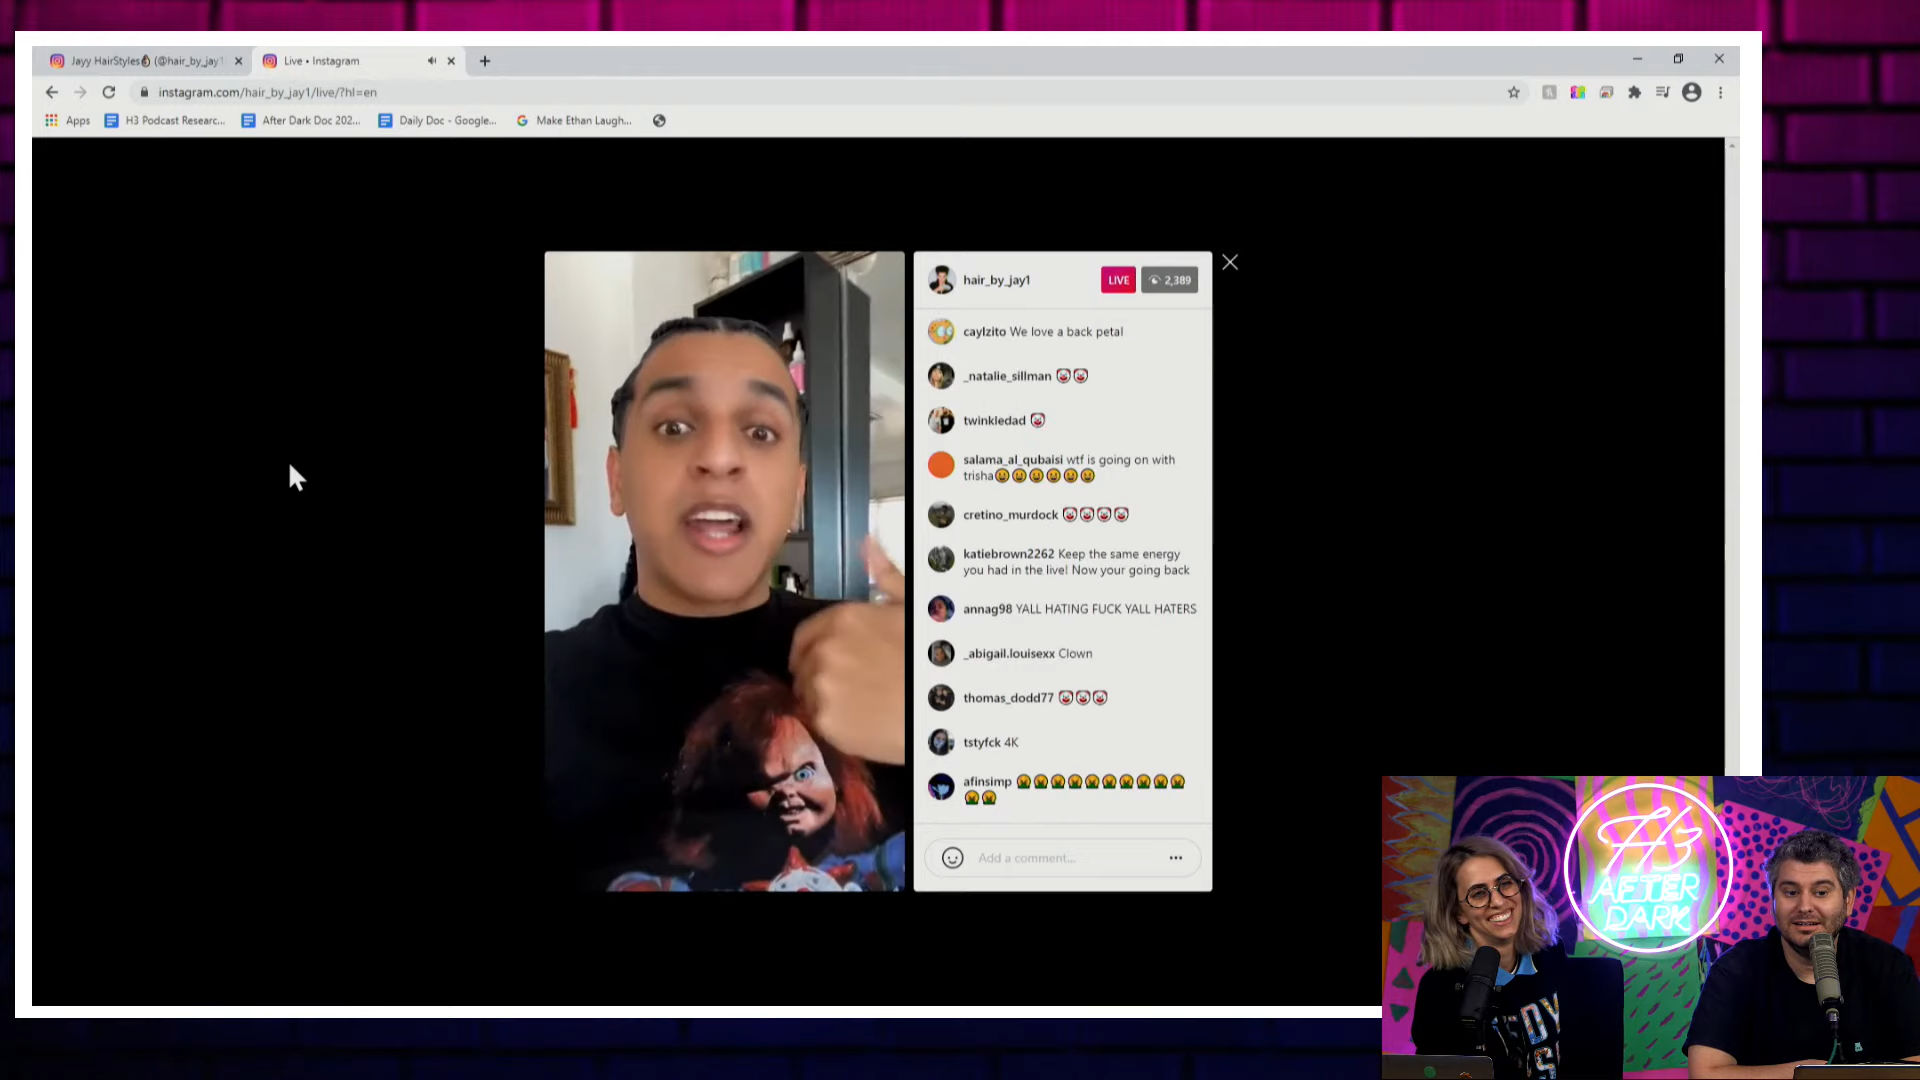 Jayy HairStyles (@hair_by_jay1
Live • Instagram
instagram.com/hair_by_jay1/live/?hl=en
Apps
H3 Podcast Researc...
After Dark Doc 202...
Daily Doc - Google...
Make Ethan Laugh...
hair_by_jay1
LIVE
2,389
caylzito We love a back petal
_natalie_sillman 🤡🤡
twinkledad 🤡
salama_al_qubaisi wtf is going on with
trisha
cretino_murdock 🤡🤡🤡🤡
katiebrown2262 Keep the same energy
you had in the live! Now your going back
annag98 YALL HATING FUCK YALL HATERS
_abigail.louisexx Clown
thomas_dodd77 🤡🤡🤡
tstyfck 4K
afinsimp
Add a comment...
H3
AFTER
DARK